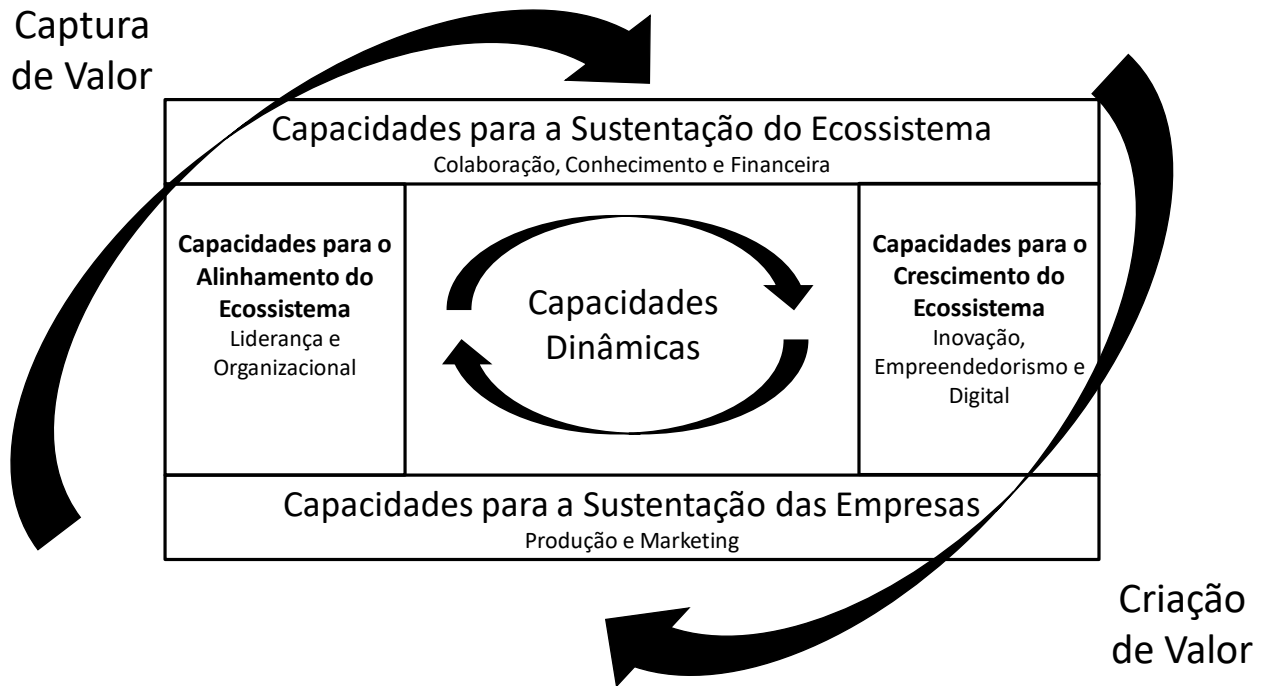 Captura
de Valor
Capacidades para a Sustentação do Ecossistema
Colaboração, Conhecimento e Financeira
Capacidades para o
Alinhamento do
Ecossistema
Liderança e
Organizacional
Capacidades
Dinâmicas
Capacidades para o
Crescimento do
Ecossistema
Inovação,
Empreendedorismo e
Digital
Capacidades para a Sustentação das Empresas
Produção e Marketing
Criação
de Valor